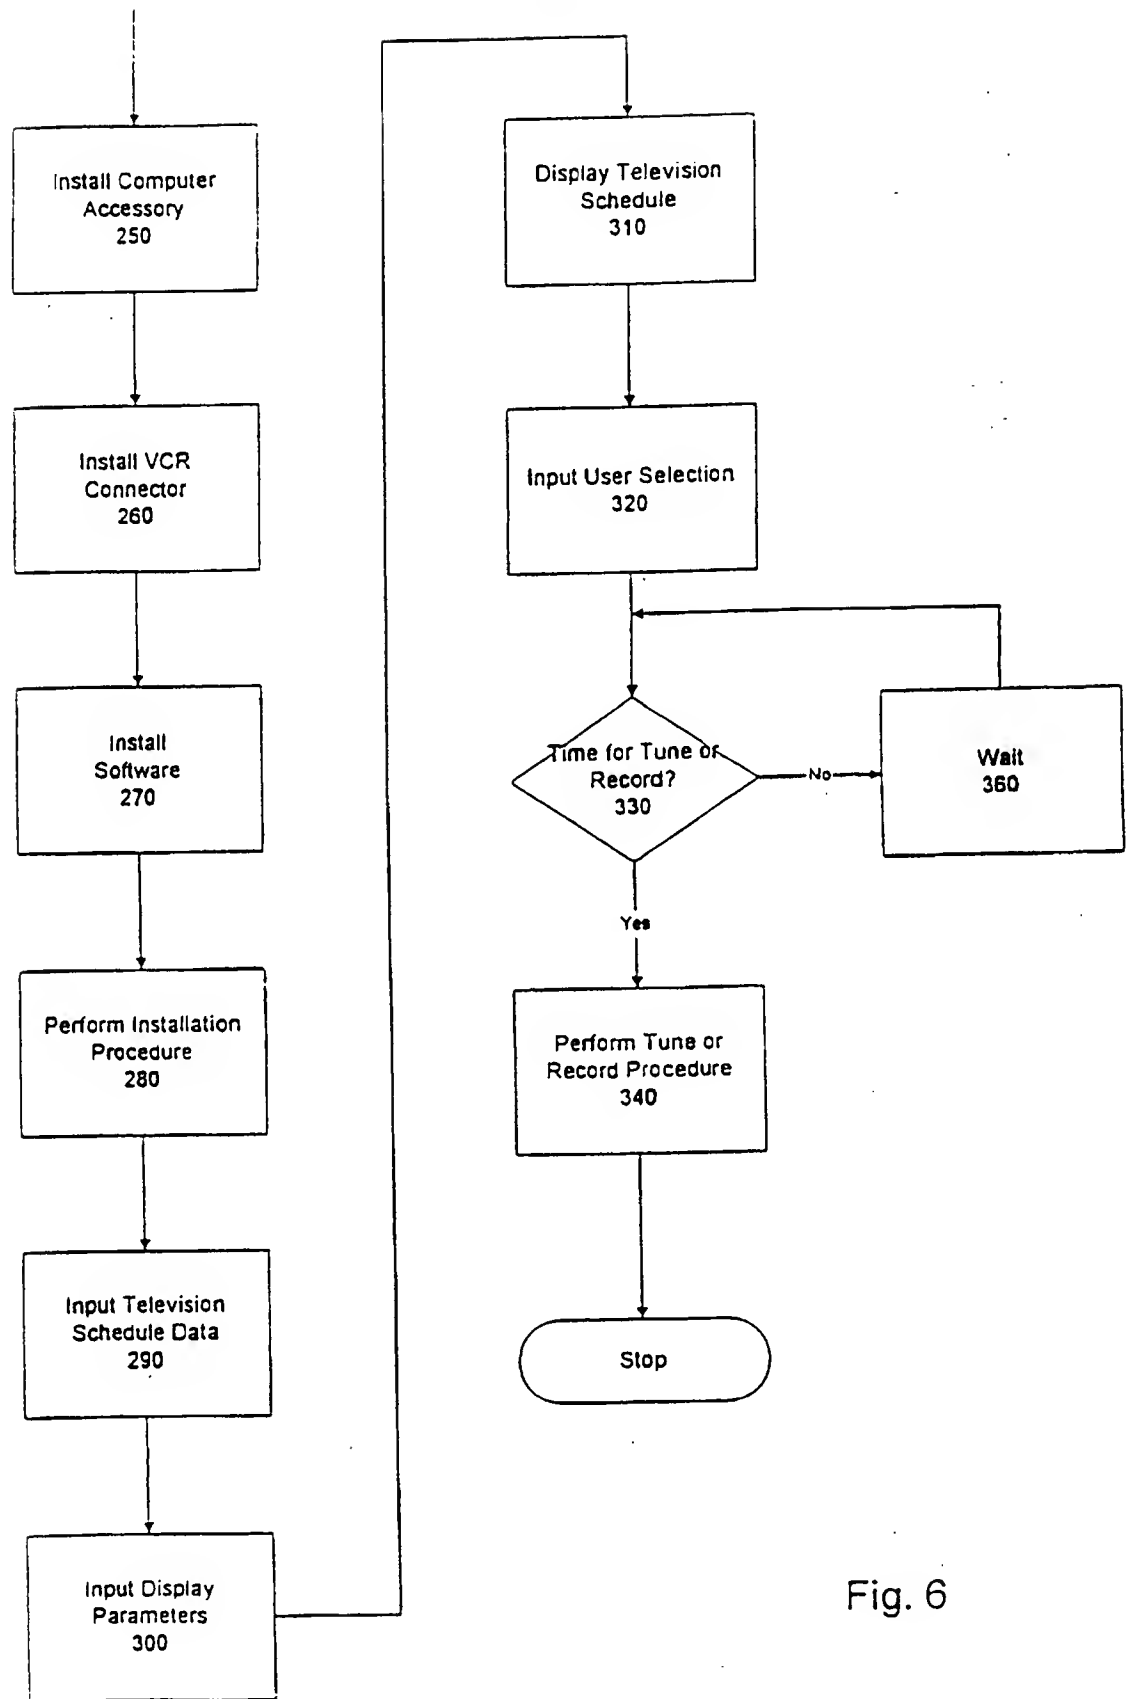 Install Computer
Accessory
250
Install VCR
Connector
260
Install
Software
270
Perform Installation
Procedure
280
Input Television
Schedule Data
290
Input Display
Parameters
300
Display Television
Schedule
310
Input User Selection
320
Time for Tune or
Record?
330
No
Wait
360
Yes
Perform Tune or
Record Procedure
340
Stop
Fig. 6